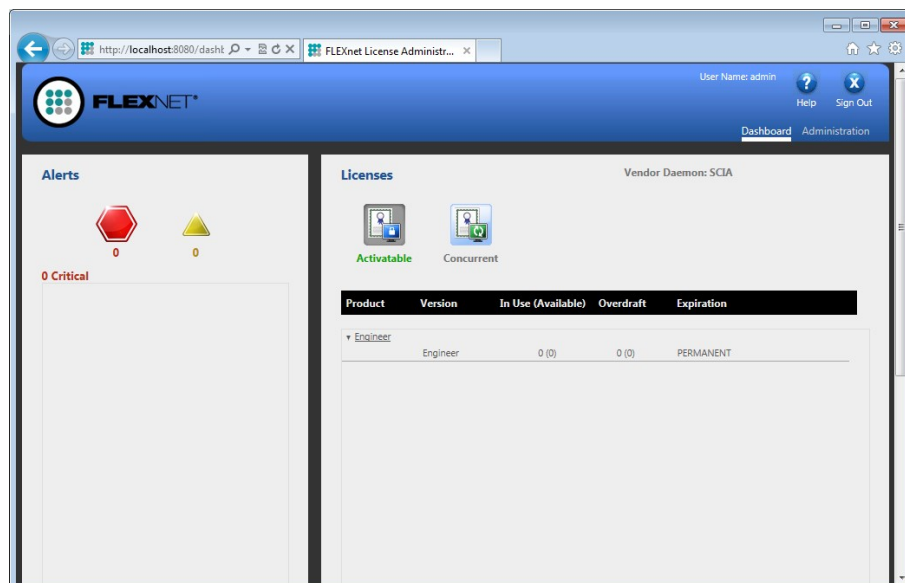 http://localhost:8080/dashb
FLEXnet License Administr...
User Name: admin
FLEXNET
Help
Sign Out
Dashboard
Administration
Alerts
0
0
0 Critical
Licenses
Vendor Daemon: SCIA
Activatable
Concurrent
Product Version In Use (Available) Overdraft Expiration
Engineer
Engineer 0 (0) 0 (0) PERMANENT